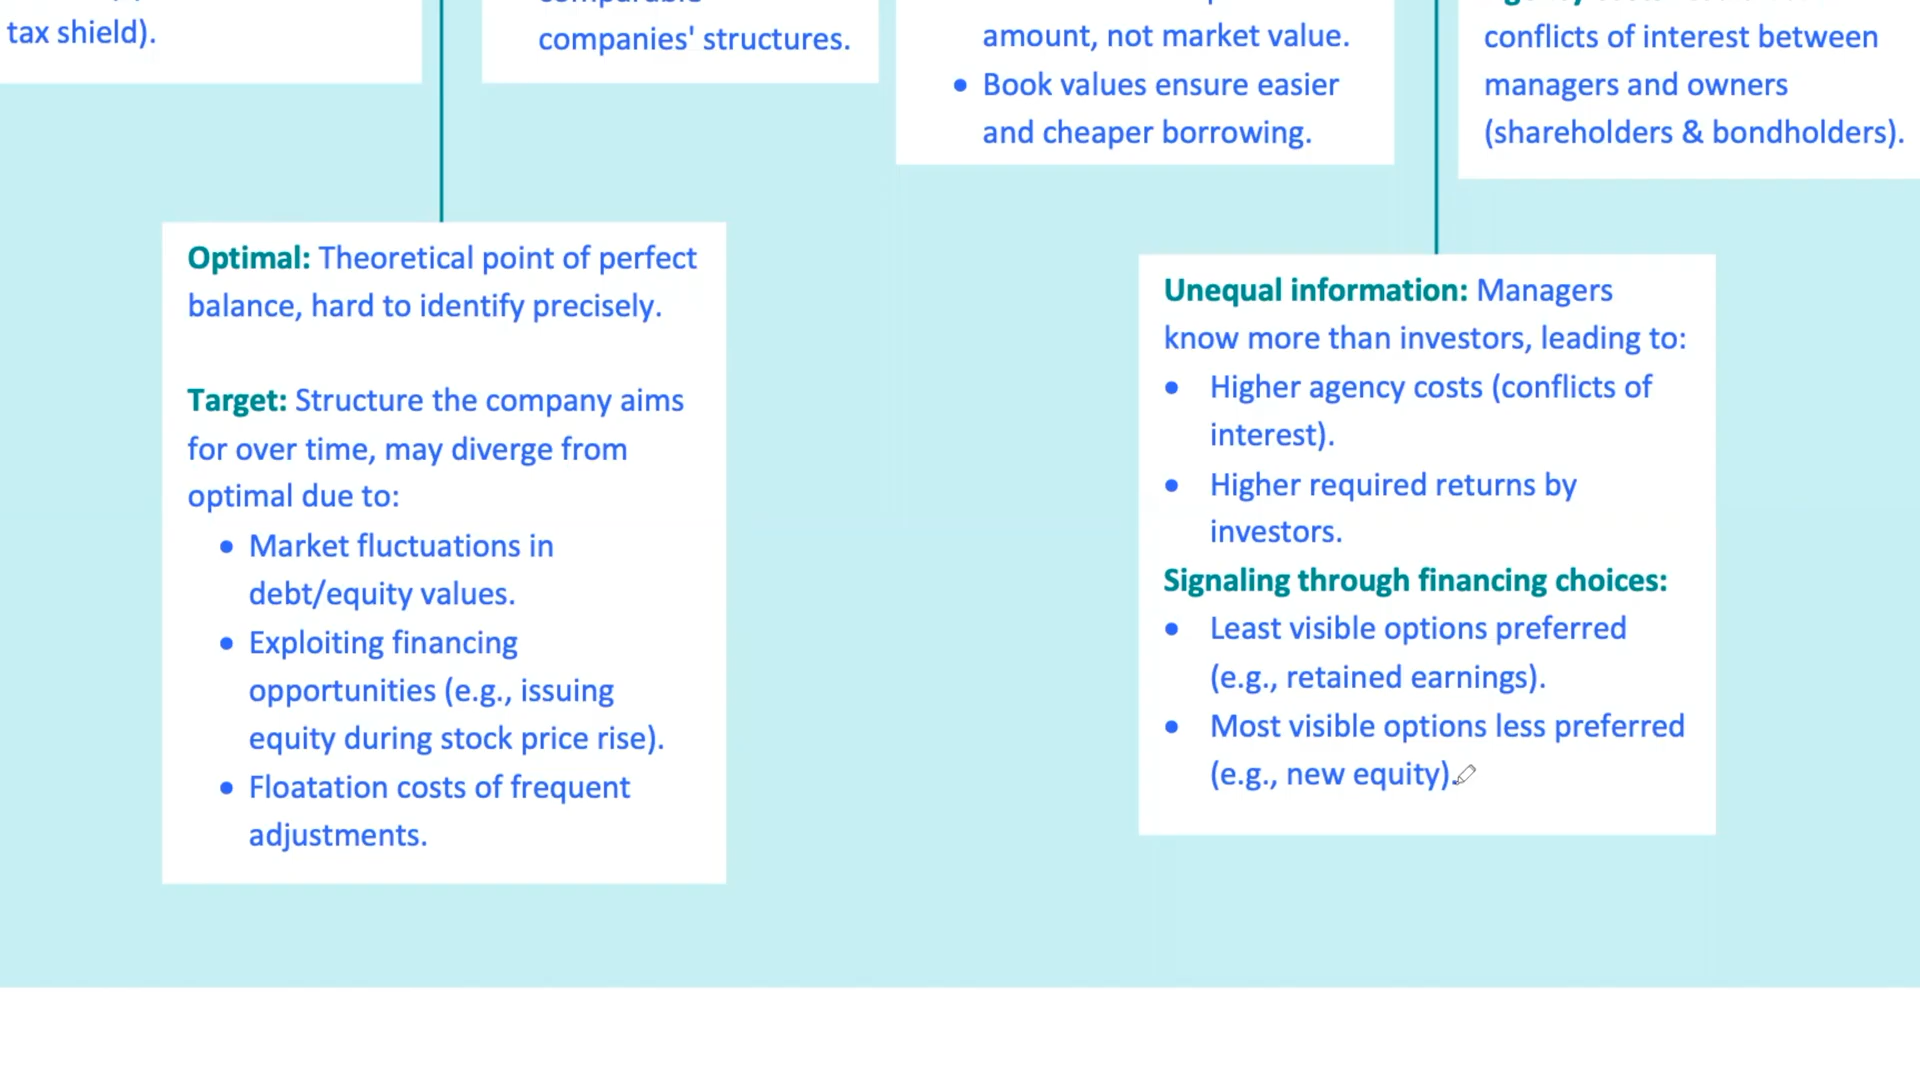 tax shield).
companies' structures.
amount, not market value.
• Book values ensure easier
and cheaper borrowing.
conflicts of interest between
managers and owners
(shareholders & bondholders).
Optimal: Theoretical point of perfect
balance, hard to identify precisely.
Target: Structure the company aims
for over time, may diverge from
optimal due to:
• Market fluctuations in
debt/equity values.
• Exploiting financing
opportunities (e.g., issuing
equity during stock price rise).
• Floatation costs of frequent
adjustments.
Unequal information: Managers
know more than investors, leading to:
• Higher agency costs (conflicts of
interest).
• Higher required returns by
investors.
Signaling through financing choices:
• Least visible options preferred
(e.g., retained earnings).
• Most visible options less preferred
(e.g., new equity).